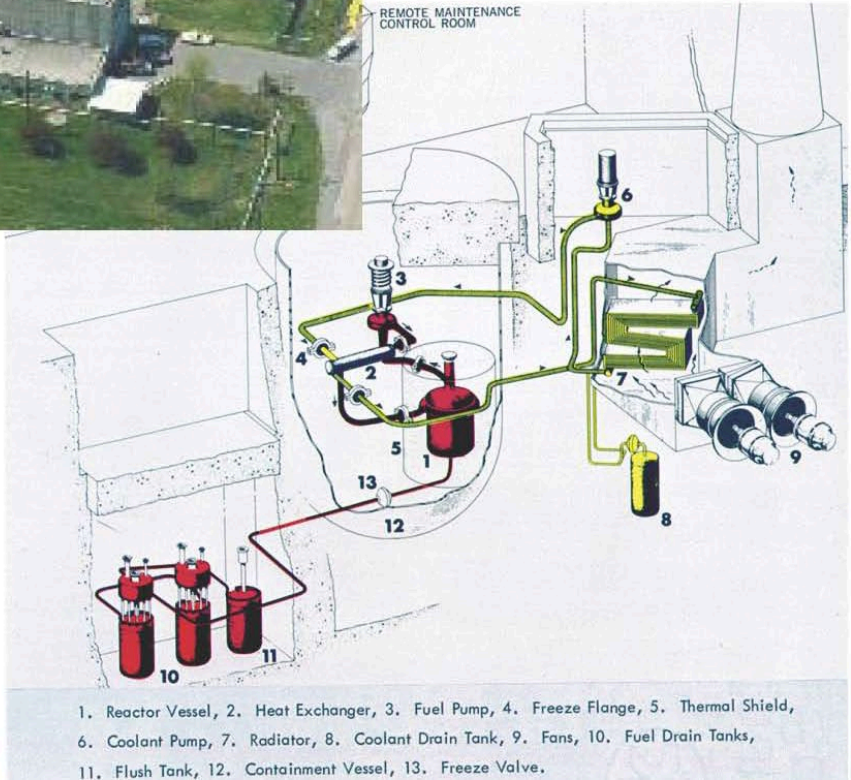 REMOTE MAINTENANCE
CONTROL ROOM
6
3
4
2
7
5
1
9
13
8
12
11
10
1. Reactor Vessel, 2. Heat Exchanger, 3. Fuel Pump, 4. Freeze Flange, 5. Thermal Shield,
6. Coolant Pump, 7. Radiator, 8. Coolant Drain Tank, 9. Fans, 10. Fuel Drain Tanks,
11. Flush Tank, 12. Containment Vessel, 13. Freeze Valve.